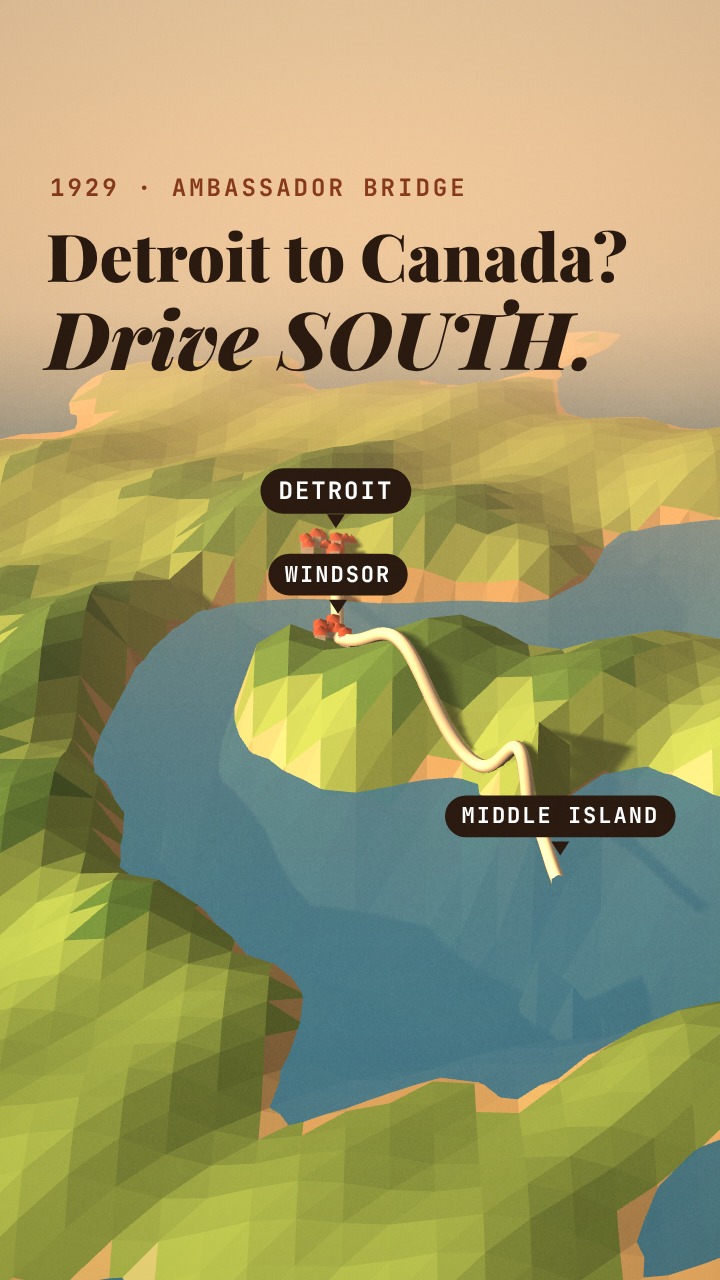 1929 · AMBASSADOR BRIDGE
Detroit to Canada?
Drive SOUTH.
DETROIT
WINDSOR
MIDDLE ISLAND